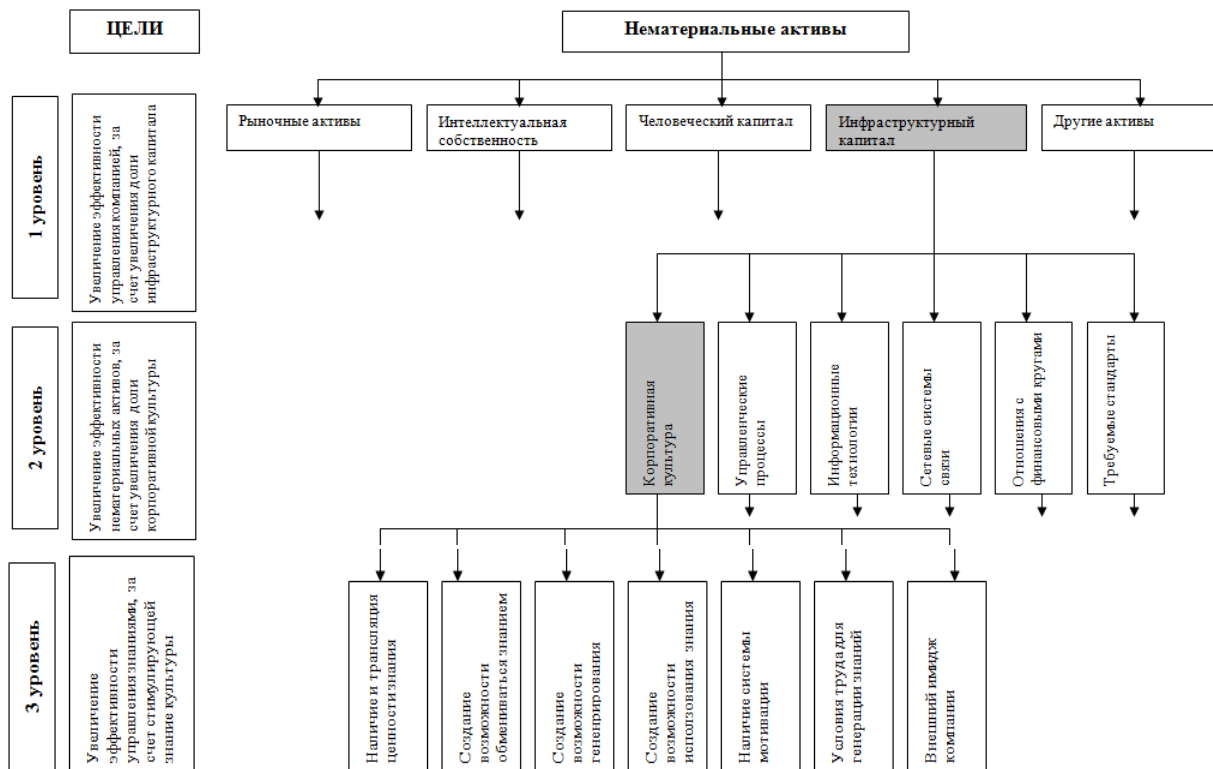 ЦЕЛИ
Нематериальные активы
1 уровень
Увеличение эффективности
управления компанией, за
счет увеличения доли
инфраструктурного капитала
Рыночные активы
Интеллектуальная
собственность
Человеческий капитал
Инфраструктурный
капитал
Другие активы
2 уровень
Увеличение эффективности
нематериальных активов, за
счет увеличения доли
корпоративной культуры
Корпоративная
культура
Управленческие
процессы
Информационные
технологии
Сетевые системы
связи
Отношения с
финансовыми кругами
Требуемые стандарты
3 уровень
Увеличение
эффективности
управления знаниями, за
счет стимулирующей
знание культуры
Наличие и трансляция
ценности знания
Создание
возможности
обмениваться знанием
Создание
возможности
гененрирования
Создание
возможности
исползования знания
Наличие системы
мотивации
Условия труда для
генерации знаний
Внешний имидж
компании